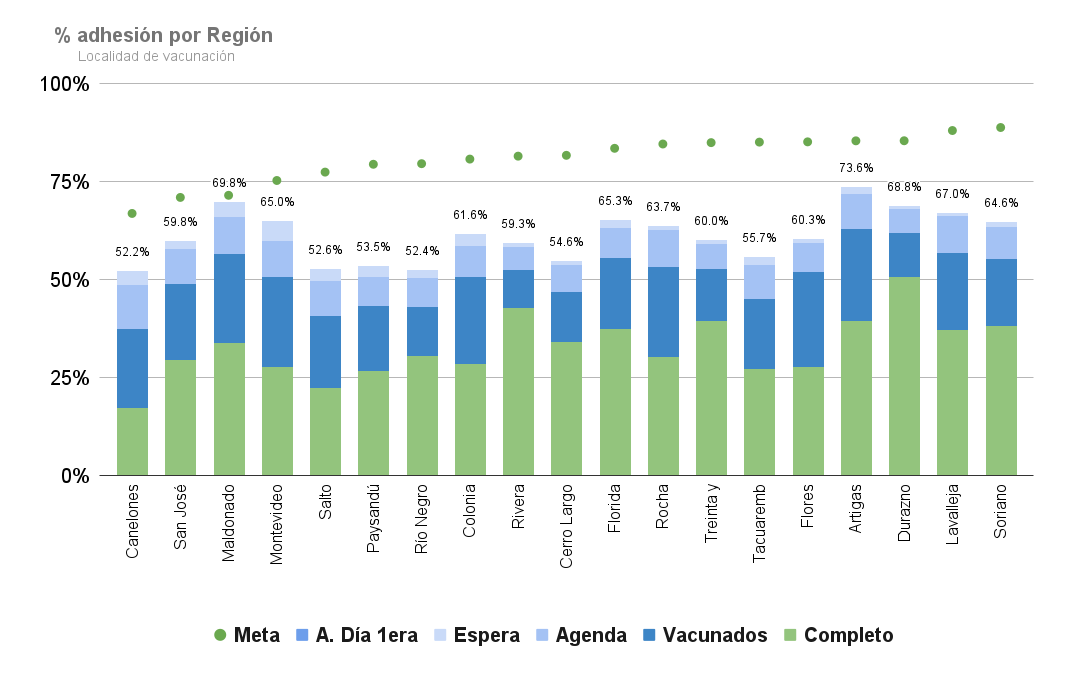 % adhesión por Región
Localidad de vacunación
100%
75%
50%
25%
0%
52.2%
59.8%
69.8%
65.0%
52.6%
53.5%
52.4%
61.6%
59.3%
54.6%
65.3%
63.7%
60.0%
55.7%
60.3%
73.6%
68.8%
67.0%
64.6%
Canelones
San José
Maldonado
Montevideo
Salto
Paysandú
Río Negro
Colonia
Rivera
Cerro Largo
Florida
Rocha
Treinta y
Tacuaremb
Flores
Artigas
Durazno
Lavalleja
Soriano
Meta A. Día 1era Espera Agenda Vacunados Completo